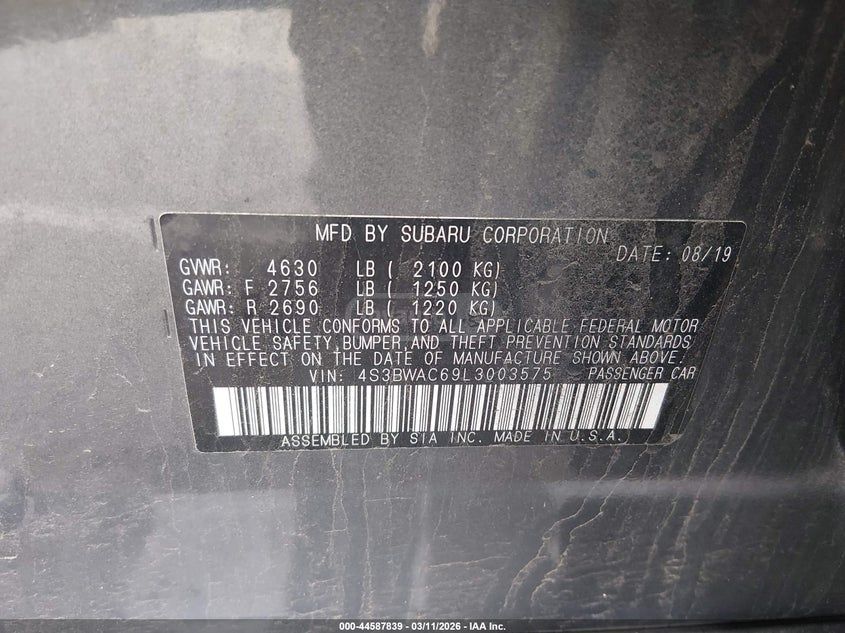 MFD BY SUBARU CORPORATION
DATE: 08/19
GVWR: 4630 LB ( 2100 KG)
GAWR: F 2756 LB ( 1250 KG)
GAWR: R 2690 LB ( 1220 KG)
THIS VEHICLE CONFORMS TO ALL APPLICABLE FEDERAL MOTOR
VEHICLE SAFETY, BUMPER, AND THEFT PREVENTION STANDARDS
IN EFFECT ON THE DATE OF MANUFACTURE SHOWN ABOVE.
VIN: 4S3BWAC69L3003575 PASSENGER CAR
ASSEMBLED BY SIA INC. MADE IN U.S.A.
000-44587839 - 03/11/2026 - IAA Inc.